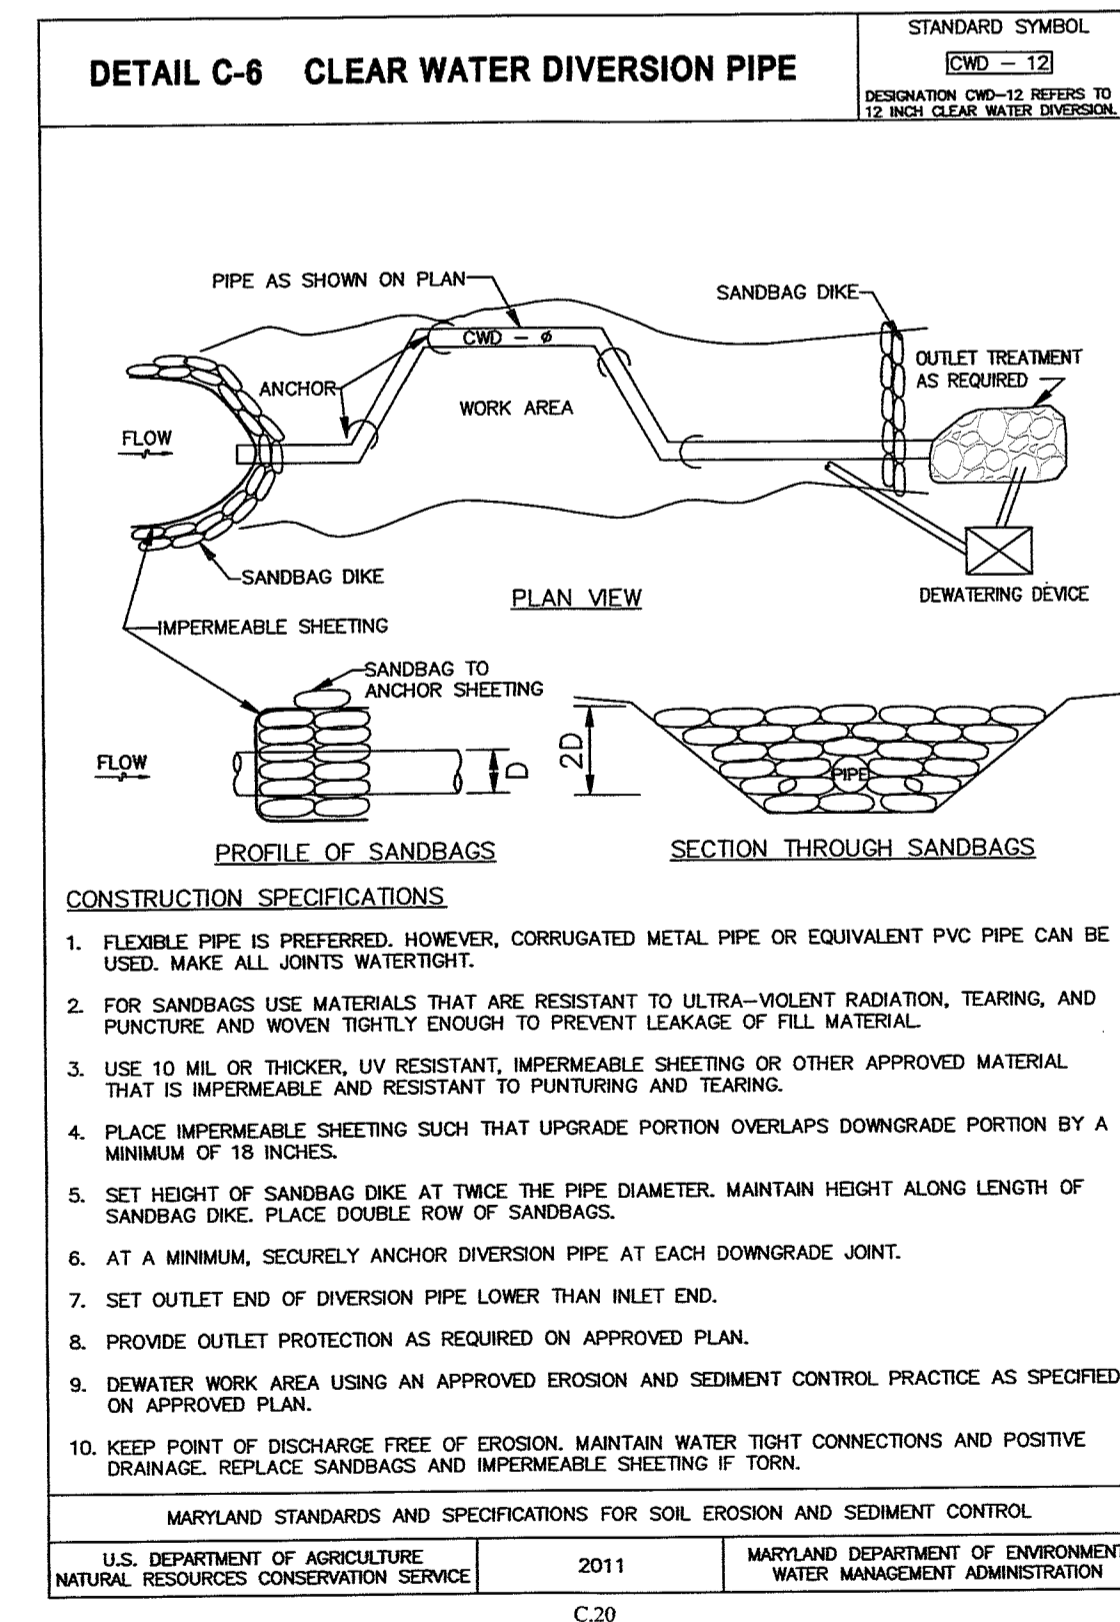 DETAIL C-6 CLEAR WATER DIVERSION PIPE
STANDARD SYMBOL
CWD - 12
DESIGNATION CWD-12 REFERS TO
12 INCH CLEAR WATER DIVERSION.
PIPE AS SHOWN ON PLAN
SANDBAG DIKE
CWD - ø
OUTLET TREATMENT
AS REQUIRED
ANCHOR
WORK AREA
FLOW
SANDBAG DIKE
PLAN VIEW
DEWATERING DEVICE
IMPERMEABLE SHEETING
SANDBAG TO
ANCHOR SHEETING
FLOW
D
2D
PIPE
PROFILE OF SANDBAGS
SECTION THROUGH SANDBAGS
CONSTRUCTION SPECIFICATIONS
1. FLEXIBLE PIPE IS PREFERRED. HOWEVER, CORRUGATED METAL PIPE OR EQUIVALENT PVC PIPE CAN BE
USED. MAKE ALL JOINTS WATERTIGHT.
2. FOR SANDBAGS USE MATERIALS THAT ARE RESISTANT TO ULTRA-VIOLENT RADIATION, TEARING, AND
PUNCTURE AND WOVEN TIGHTLY ENOUGH TO PREVENT LEAKAGE OF FILL MATERIAL.
3. USE 10 MIL OR THICKER, UV RESISTANT, IMPERMEABLE SHEETING OR OTHER APPROVED MATERIAL
THAT IS IMPERMEABLE AND RESISTANT TO PUNTURING AND TEARING.
4. PLACE IMPERMEABLE SHEETING SUCH THAT UPGRADE PORTION OVERLAPS DOWNGRADE PORTION BY A
MINIMUM OF 18 INCHES.
5. SET HEIGHT OF SANDBAG DIKE AT TWICE THE PIPE DIAMETER. MAINTAIN HEIGHT ALONG LENGTH OF
SANDBAG DIKE. PLACE DOUBLE ROW OF SANDBAGS.
6. AT A MINIMUM, SECURELY ANCHOR DIVERSION PIPE AT EACH DOWNGRADE JOINT.
7. SET OUTLET END OF DIVERSION PIPE LOWER THAN INLET END.
8. PROVIDE OUTLET PROTECTION AS REQUIRED ON APPROVED PLAN.
9. DEWATER WORK AREA USING AN APPROVED EROSION AND SEDIMENT CONTROL PRACTICE AS SPECIFIED
ON APPROVED PLAN.
10. KEEP POINT OF DISCHARGE FREE OF EROSION. MAINTAIN WATER TIGHT CONNECTIONS AND POSITIVE
DRAINAGE. REPLACE SANDBAGS AND IMPERMEABLE SHEETING IF TORN.
MARYLAND STANDARDS AND SPECIFICATIONS FOR SOIL EROSION AND SEDIMENT CONTROL
U.S. DEPARTMENT OF AGRICULTURE
NATURAL RESOURCES CONSERVATION SERVICE
2011
MARYLAND DEPARTMENT OF ENVIRONMENT
WATER MANAGEMENT ADMINISTRATION
C.20